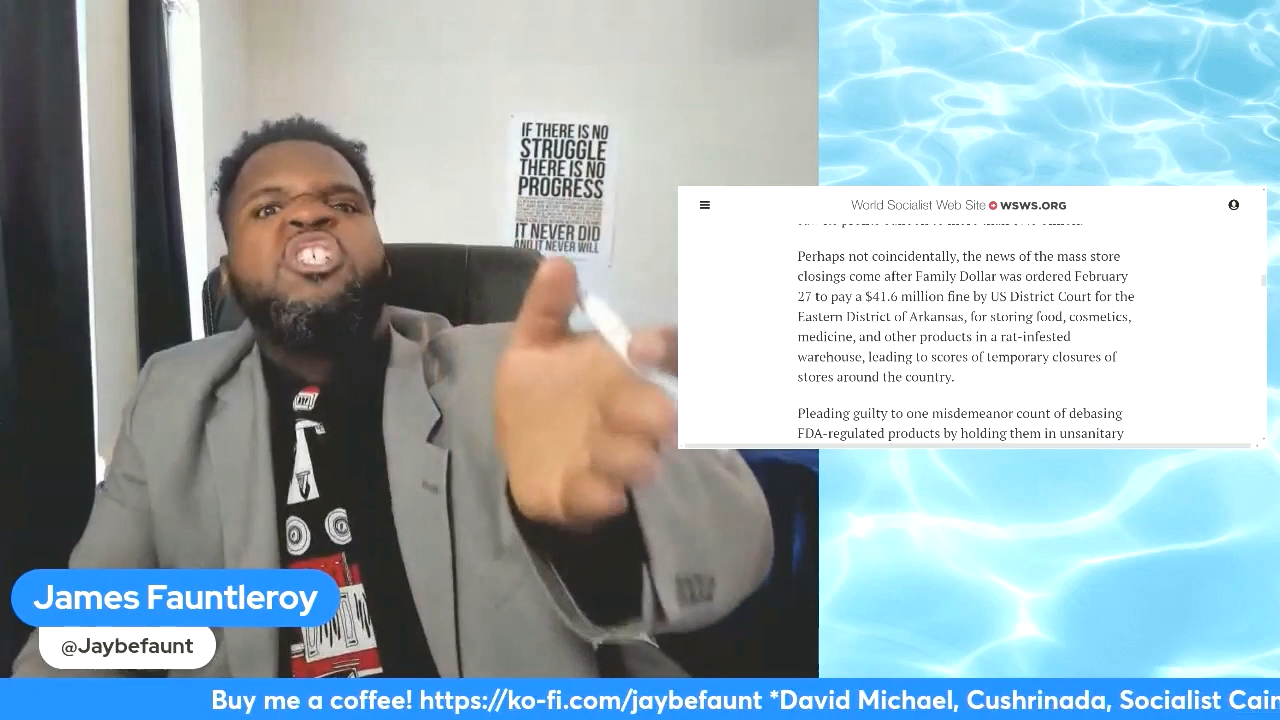 IF THERE IS NO
STRUGGLE
THERE IS NO
PROGRESS
IT NEVER DID
AND IT NEVER WILL
World Socialist Web Site WSWS.ORG
Perhaps not coincidentally, the news of the mass store
closings come after Family Dollar was ordered February
27 to pay a $41.6 million fine by US District Court for the
Eastern District of Arkansas, for storing food, cosmetics,
medicine, and other products in a rat-infested
warehouse, leading to scores of temporary closures of
stores around the country.
Pleading guilty to one misdemeanor count of debasing
FDA-regulated products by holding them in unsanitary
James Fauntleroy
@Jaybefaunt
Buy me a coffee! https://ko-fi.com/jaybefaunt *David Michael, Cushrinada, Socialist Cain